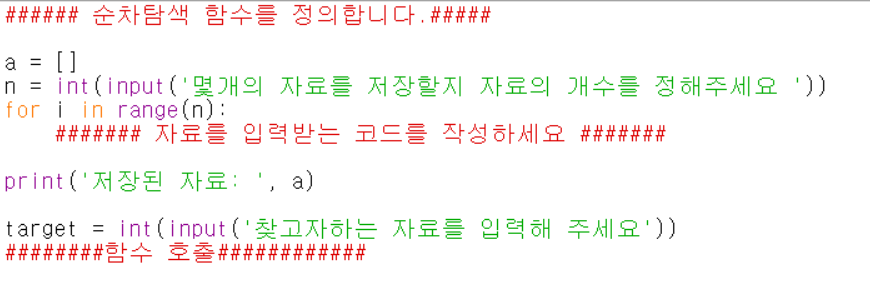 ###### 순차탐색 함수를 정의합니다.#####
a = []
n = int(input('몇개의 자료를 저장할지 자료의 개수를 정해주세요 '))
for i in range(n):
    ####### 자료를 입력받는 코드를 작성하세요 #######
print('저장된 자료: ', a)
target = int(input('찾고자하는 자료를 입력해 주세요'))
########함수 호출############